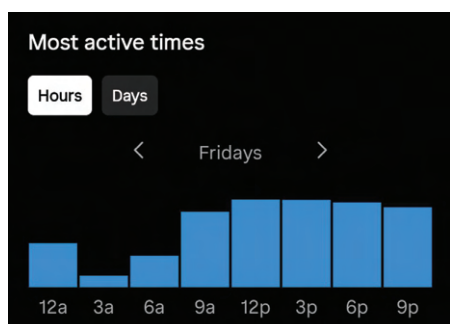 Most active times
Hours Days
Fridays
12a 3a 6a 9a 12p 3p 6p 9p